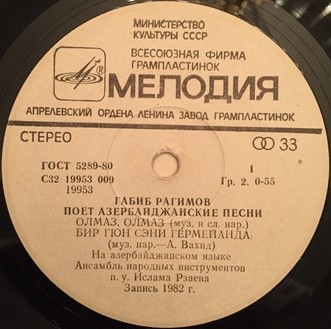 МИНИСТЕРСТВО
КУЛЬТУРЫ СССР
ВСЕСОЮЗНАЯ ФИРМА
ГРАМПЛАСТИНОК
МЕЛОДИЯ
АПРЕЛЕВСКИЙ ОРДЕНА ЛЕНИНА ЗАВОД ГРАМПЛАСТИНОК
СТЕРЕО
33
ГОСТ 5289-80
1
С32 19953 009
Гр. 2. 0-55
19953
ГАБИБ РАГИМОВ
ПОЕТ АЗЕРБАЙДЖАНСКИЕ ПЕСНИ
ОЛМАЗ, ОЛМАЗ (муз. и сл. нар.)
БИР ГЮН СЭНИ ГЕРМЕЙАНДА
(муз. нар.—А. Вахид)
На азербайджанском языке
Ансамбль народных инструментов
п. у. Ислама Рзаева
Запись 1982 г.